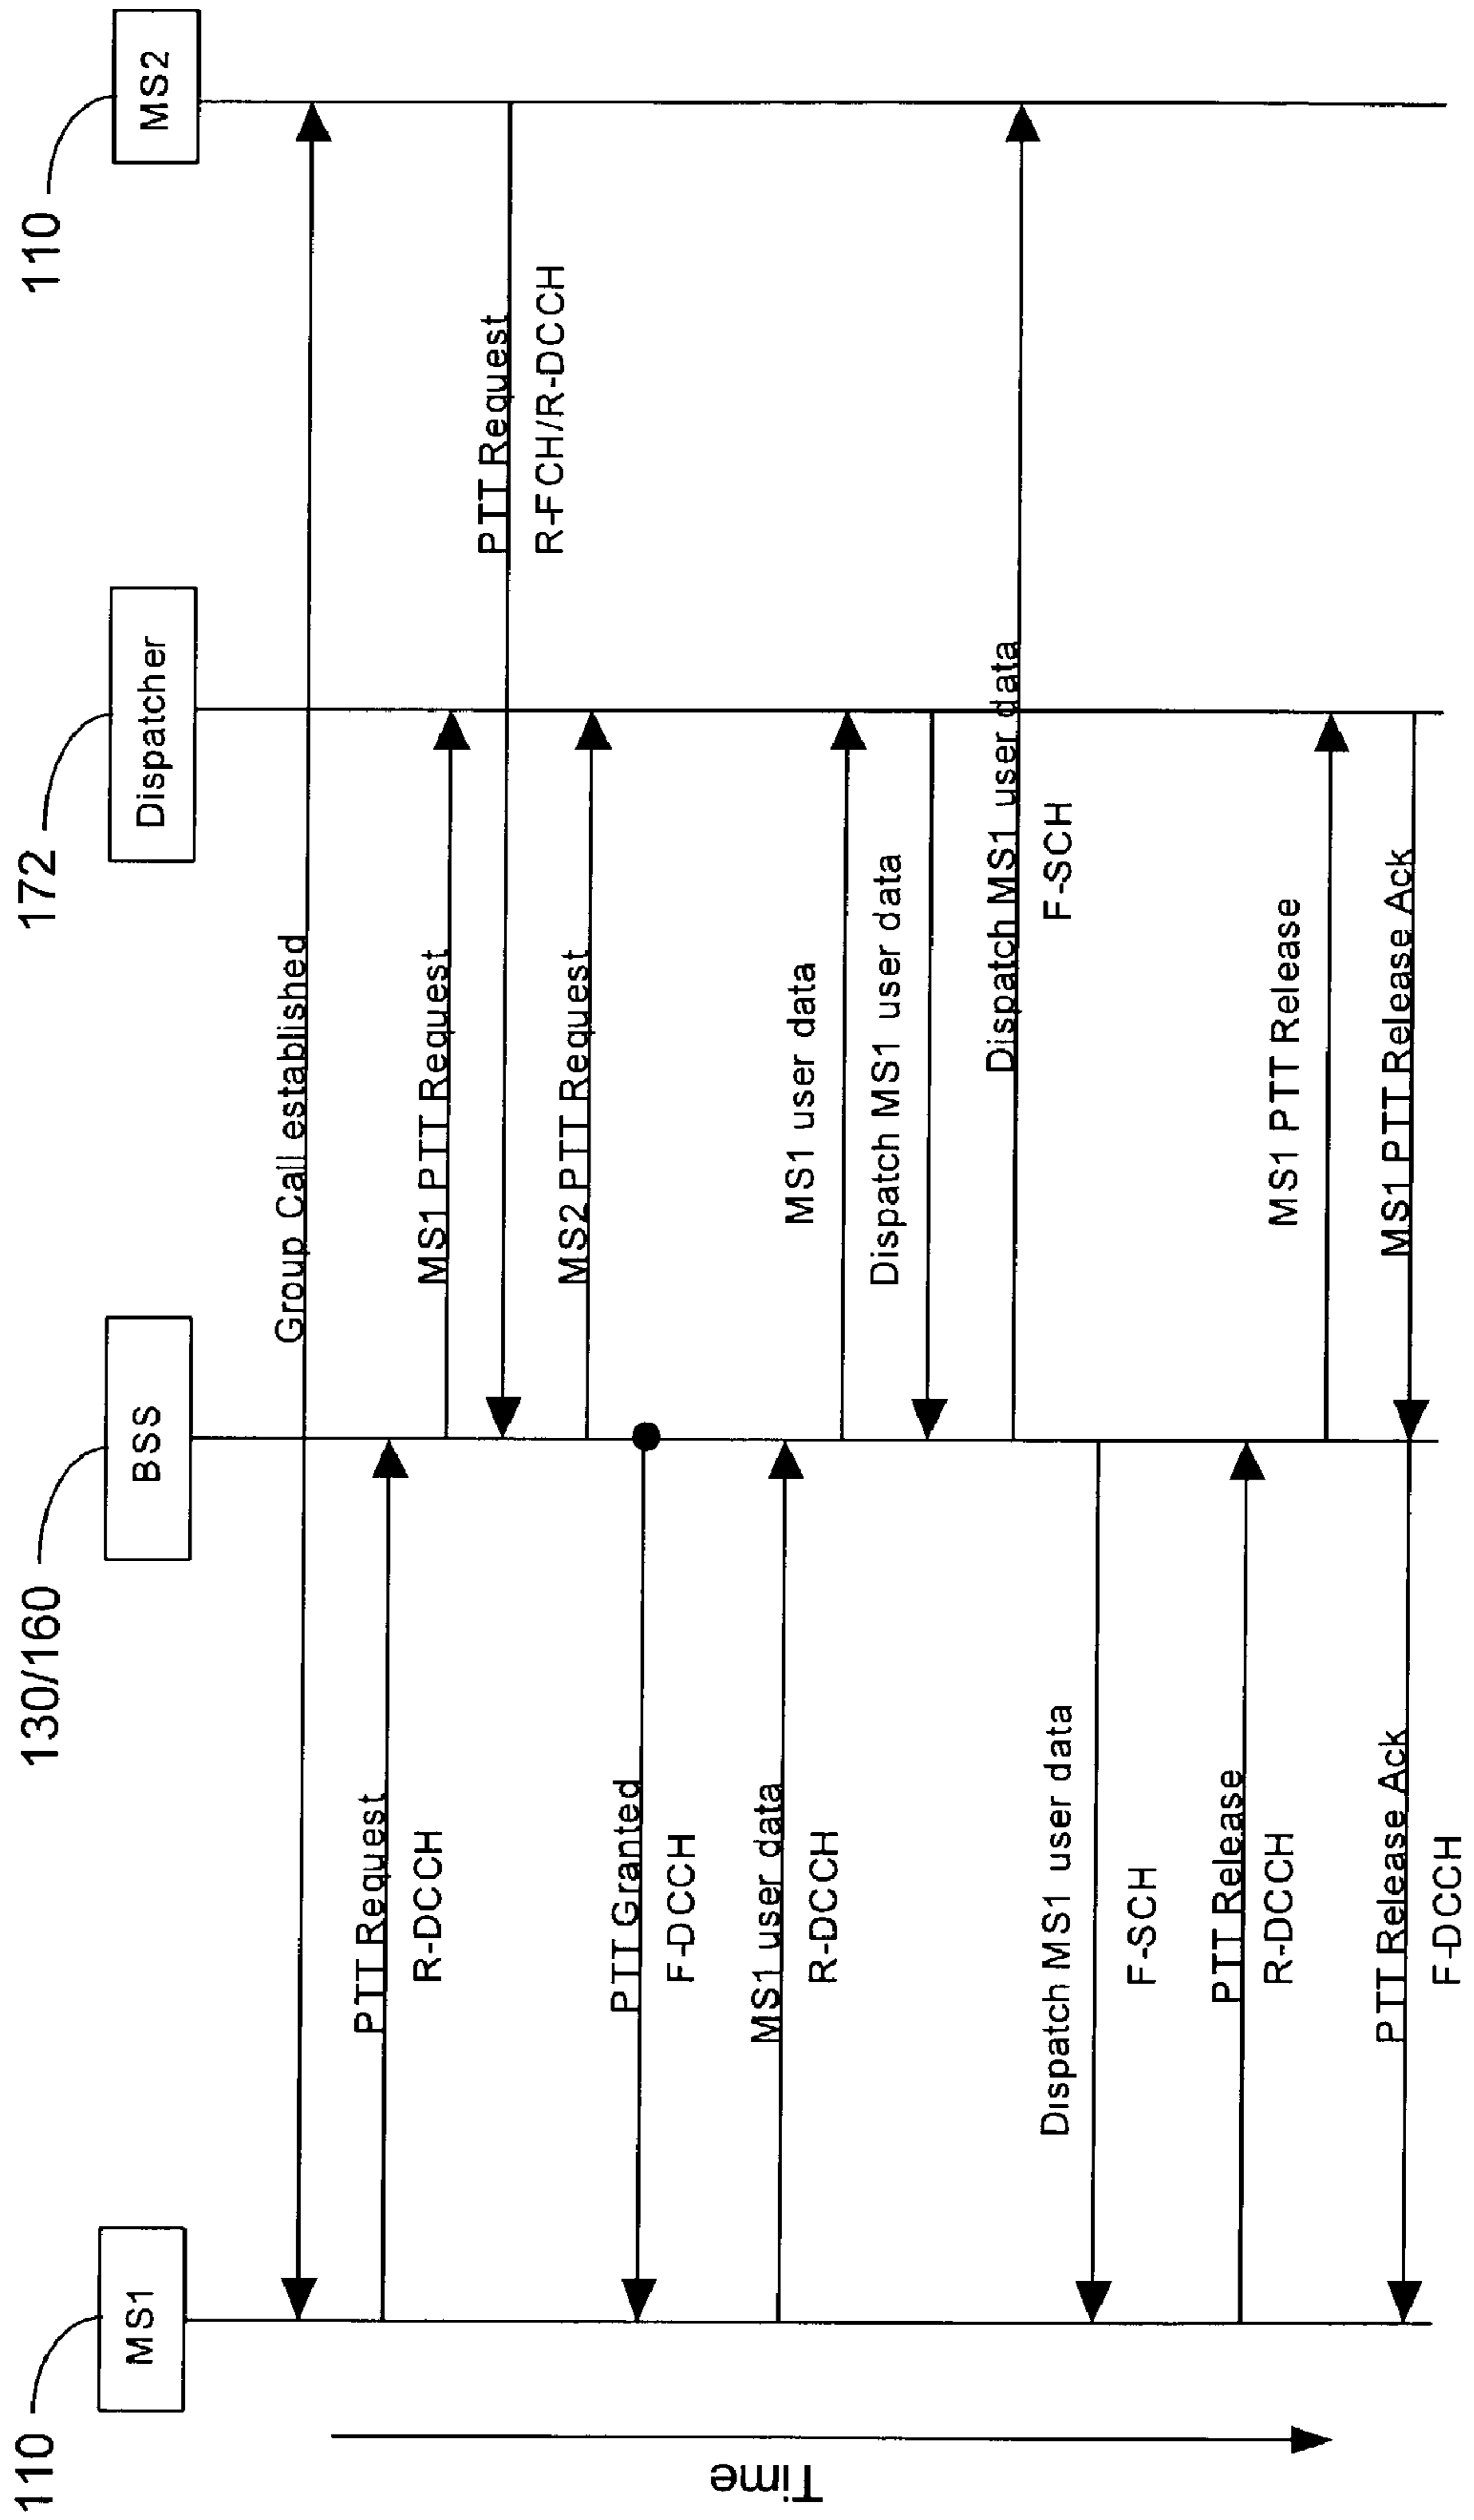 110
MS1
130/160
BSS
172
Dispatcher
110
MS2
Time
Group Call established
PTT Request
R-DCCH
MS1 PTT Request
PTT Request
R-FCH/R-DCCH
MS2 PTT Request
PTT Granted
F-DCCH
MS1 user data
R-DCCH
MS1 user data
Dispatch MS1 user data
Dispatch MS1 user data
F-SCH
Dispatch MS1 user data
F-SCH
PTT Release
R-DCCH
MS1 PTT Release
MS1 PTT Release Ack
PTT Release Ack
F-DCCH